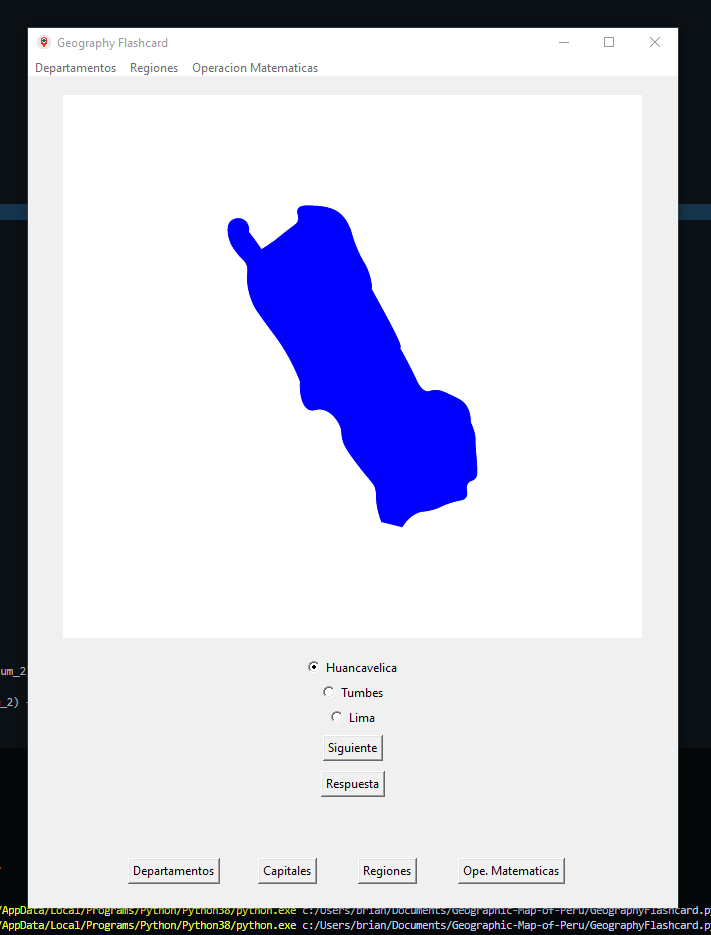 Geography Flashcard
Departamentos Regiones Operacion Matematicas
um_2
_2)
Huancavelica
Tumbes
Lima
Siguiente
Respuesta
Departamentos Capitales Regiones Ope. Matematicas
/AppData/Local/Programs/Python/Python38/python.exe c:/Users/brian/Documents/Geographic-Map-of-Peru/GeographyFlashcard.p
/AppData/Local/Programs/Python/Python38/python.exe c:/Users/brian/Documents/Geographic-Map-of-Peru/GeographyFlashcard.p